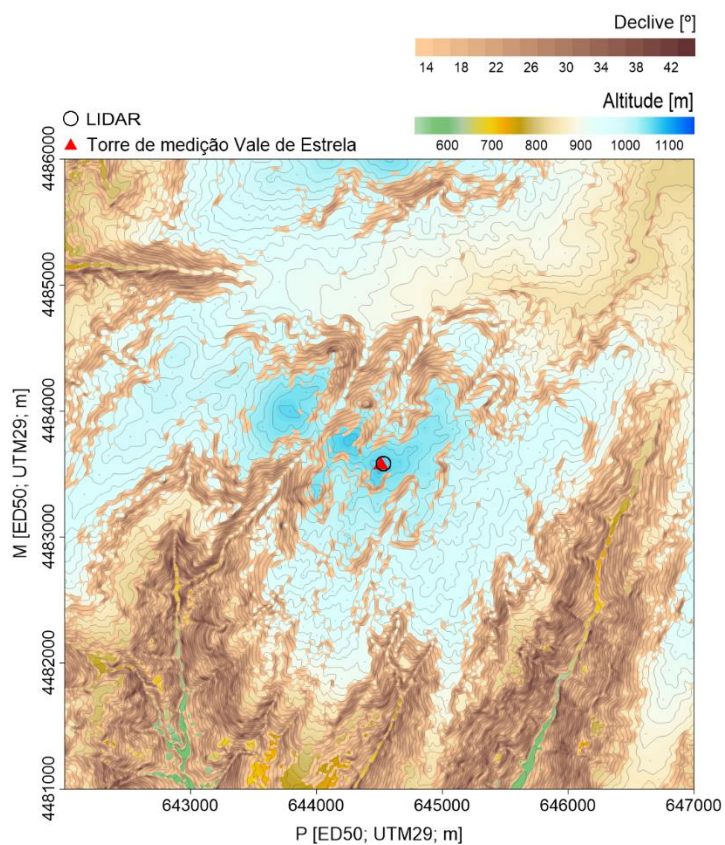 Declive [º]
14 18 22 26 30 34 38 42
LIDAR
Altitude [m]
Torre de medição Vale de Estrela
600 700 800 900 1000 1100
4486000
4485000
4484000
4483000
4482000
4481000
M [ED50; UTM29; m]
643000 644000 645000 646000 647000
P [ED50; UTM29; m]